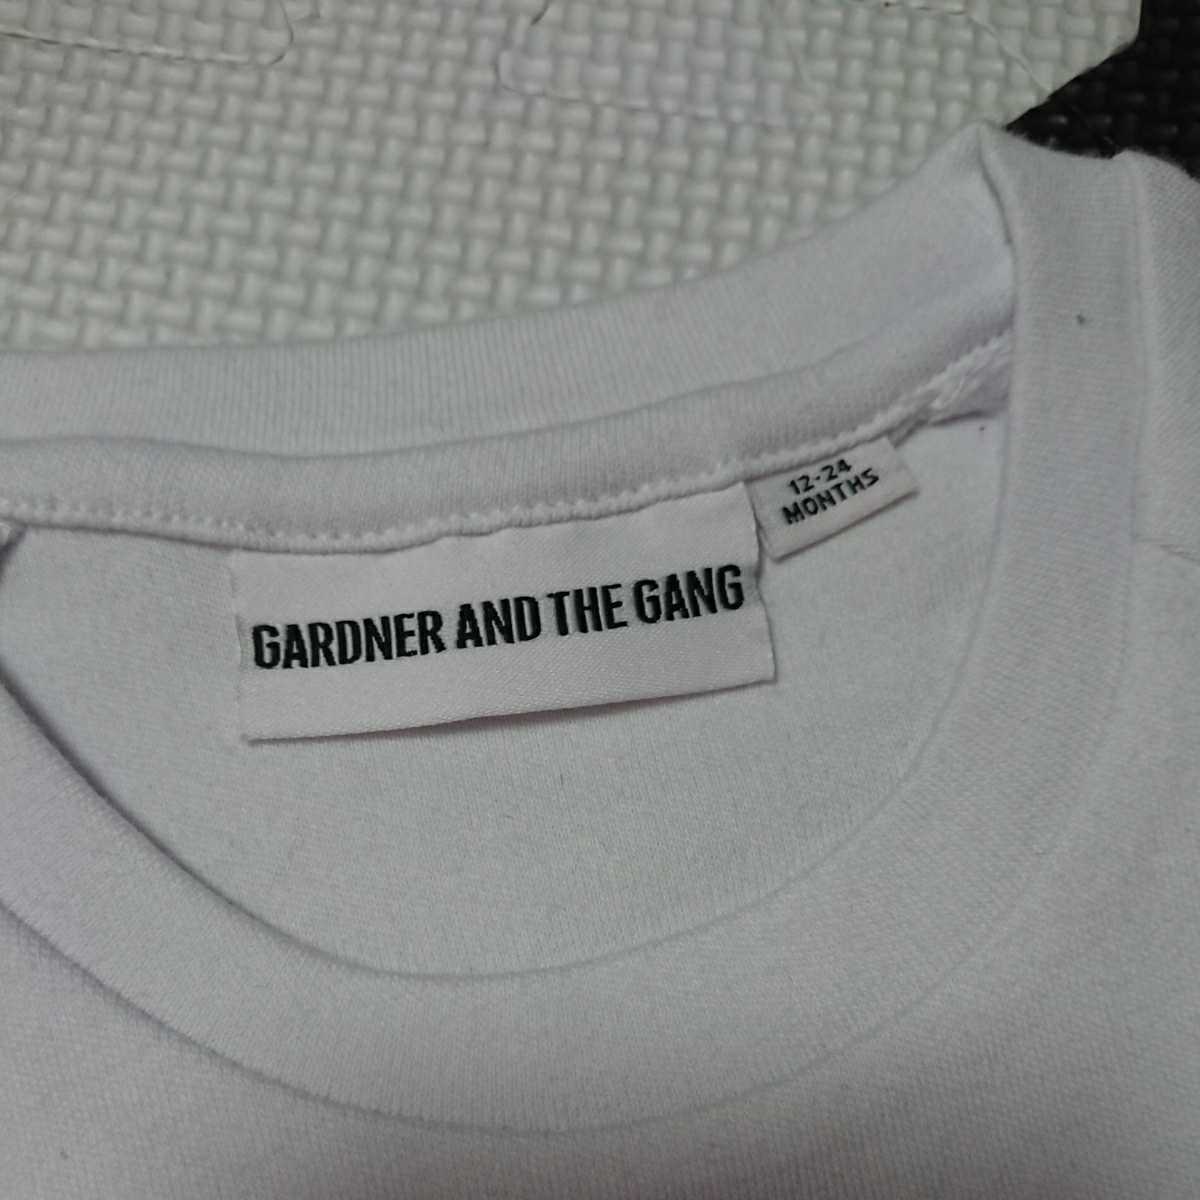 GARDNER AND THE GANG
12-24
MONTHS